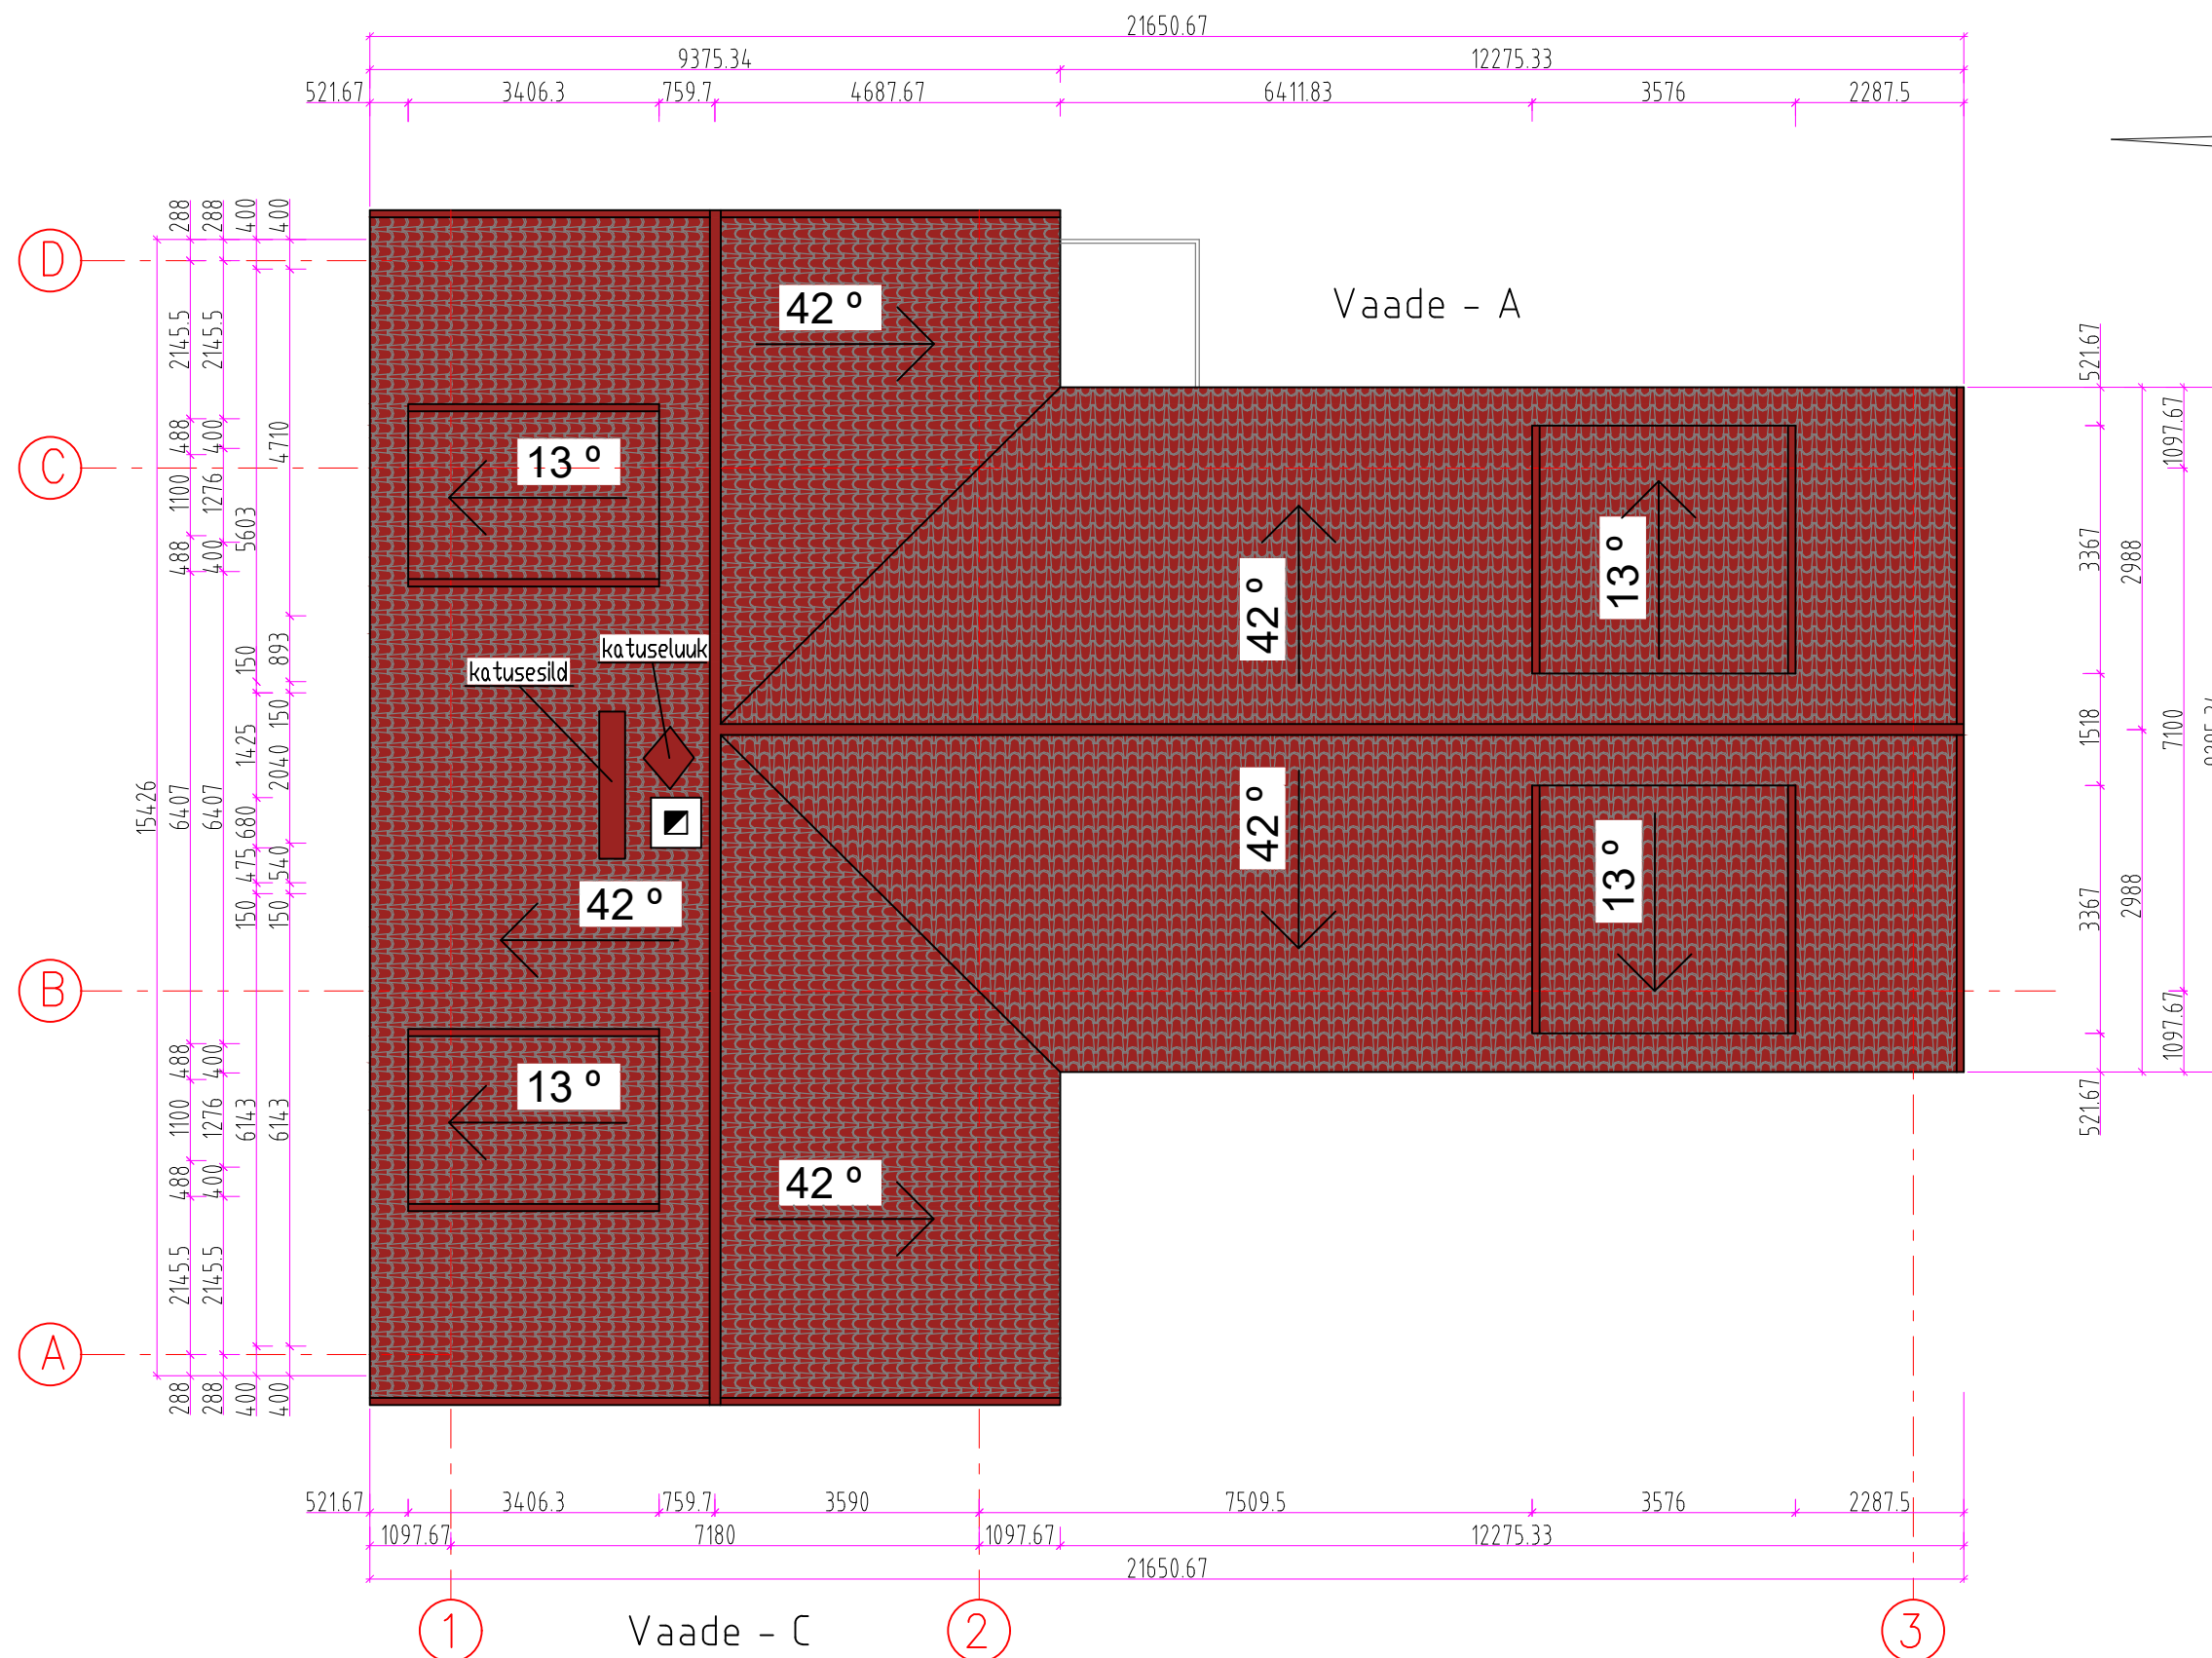 21650.67
9375.34 12275.33
521.67 3406.3 759.7 4687.67 6411.83 3576 2287.5
288 288 400 400
D
2145.5 2145.5
42 º
Vaade - A
521.67
C
488 400 4710
1100 1276 5603
488 400
13 º
1097.67
3367 2988
13 º
42 º
150 893
katuseluuk
katusesild
150
1425 2040
1518 7100
15426 6407 6407
680
475 540
150 150
42 º
42 º
13 º
3367 2988
B
488 400
1100 1276 6143 6143
488 400
13 º
1097.67
521.67
42 º
2145.5 2145.5
A
288 288 400 400
521.67 3406.3 759.7 3590 7509.5 3576 2287.5
1097.67 7180 1097.67 12275.33
21650.67
1 2 3
Vaade - C